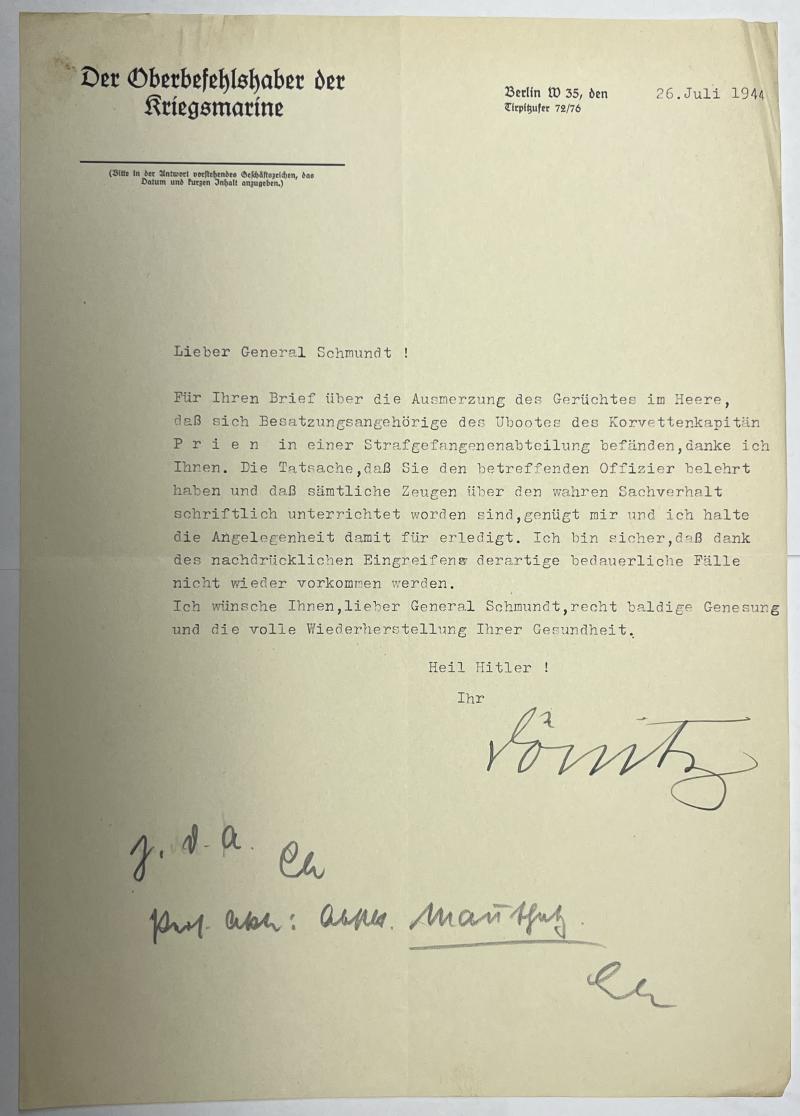 Der Oberbefehlshaber der
Kriegsmarine
Berlin W 35, den 26.Juli 1944
Tirpitzufer 72/76
(Bitte in der Antwort vorstehendes Geschäftszeichen, das
Datum und kurzen Inhalt anzugeben.)
Lieber General Schmundt !
Für Ihren Brief über die Ausmerzung des Gerüchtes im Heere,
daß sich Besatzungsangehörige des Ubootes des Korvettenkapitän
P r i e n in einer Strafgefangenenabteilung befänden,danke ich
Ihnen. Die Tatsache,daß Sie den betreffenden Offizier belehrt
haben und daß sämtliche Zeugen über den wahren Sachverhalt
schriftlich unterrichtet worden sind,genügt mir und ich halte
die Angelegenheit damit für erledigt. Ich bin sicher,daß dank
des nachdrücklichen Eingreifens derartige bedauerliche Fälle
nicht wieder vorkommen werden.
Ich wünsche Ihnen,lieber General Schmundt,recht baldige Genesung
und die volle Wiederherstellung Ihrer Gesundheit.
Heil Hitler !
Ihr
Dönitz
z. d. A.